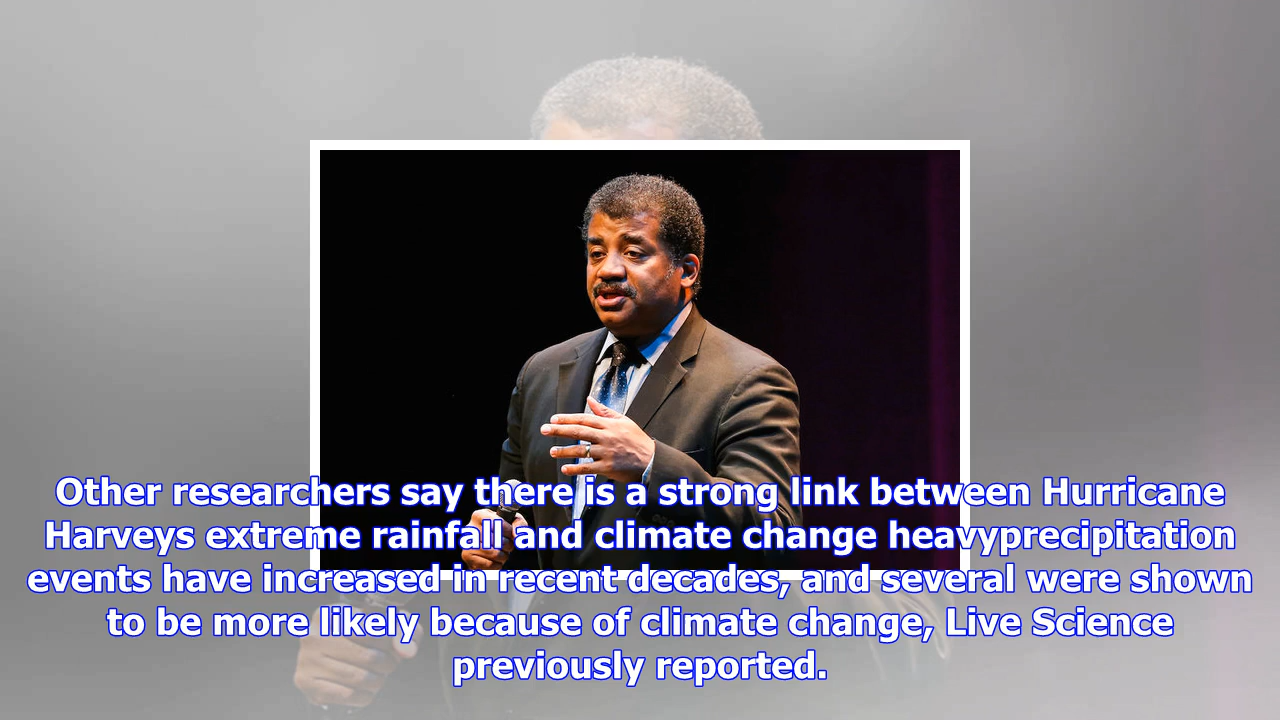 Other researchers say there is a strong link between Hurricane
Harveys extreme rainfall and climate change heavyprecipitation
events have increased in recent decades, and several were shown
to be more likely because of climate change, Live Science
previously reported.